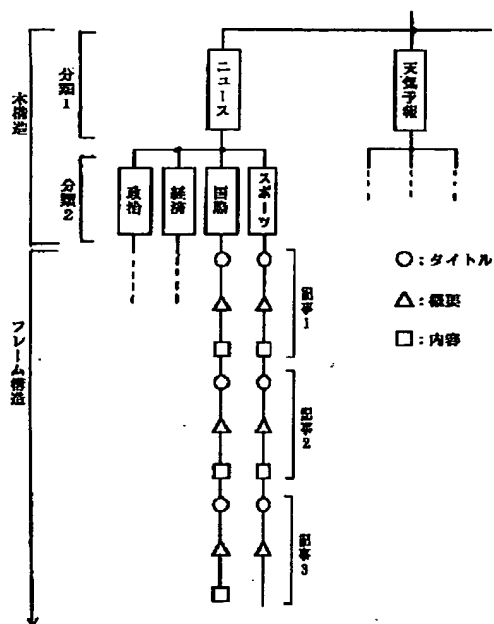 木構造
分類1
ニュース
天気予報
分類2
政治
経済
国際
スポーツ
フレーム構造
記事1
○:タイトル
△:概要
□:内容
記事2
記事3